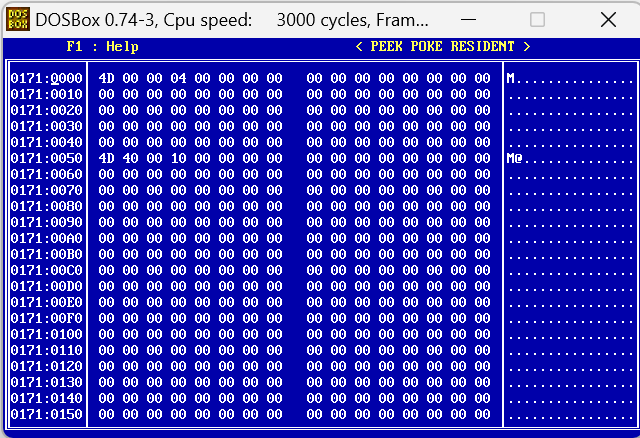 DOS BOX DOSBox 0.74-3, Cpu speed: 3000 cycles, Fram...
F1 : Help < PEEK POKE RESIDENT >
0171:0000 4D 00 00 04 00 00 00 00 00 00 00 00 00 00 00 00 M...............
0171:0010 00 00 00 00 00 00 00 00 00 00 00 00 00 00 00 00 ................
0171:0020 00 00 00 00 00 00 00 00 00 00 00 00 00 00 00 00 ................
0171:0030 00 00 00 00 00 00 00 00 00 00 00 00 00 00 00 00 ................
0171:0040 00 00 00 00 00 00 00 00 00 00 00 00 00 00 00 00 ................
0171:0050 4D 40 00 10 00 00 00 00 00 00 00 00 00 00 00 00 M@..............
0171:0060 00 00 00 00 00 00 00 00 00 00 00 00 00 00 00 00 ................
0171:0070 00 00 00 00 00 00 00 00 00 00 00 00 00 00 00 00 ................
0171:0080 00 00 00 00 00 00 00 00 00 00 00 00 00 00 00 00 ................
0171:0090 00 00 00 00 00 00 00 00 00 00 00 00 00 00 00 00 ................
0171:00A0 00 00 00 00 00 00 00 00 00 00 00 00 00 00 00 00 ................
0171:00B0 00 00 00 00 00 00 00 00 00 00 00 00 00 00 00 00 ................
0171:00C0 00 00 00 00 00 00 00 00 00 00 00 00 00 00 00 00 ................
0171:00D0 00 00 00 00 00 00 00 00 00 00 00 00 00 00 00 00 ................
0171:00E0 00 00 00 00 00 00 00 00 00 00 00 00 00 00 00 00 ................
0171:00F0 00 00 00 00 00 00 00 00 00 00 00 00 00 00 00 00 ................
0171:0100 00 00 00 00 00 00 00 00 00 00 00 00 00 00 00 00 ................
0171:0110 00 00 00 00 00 00 00 00 00 00 00 00 00 00 00 00 ................
0171:0120 00 00 00 00 00 00 00 00 00 00 00 00 00 00 00 00 ................
0171:0130 00 00 00 00 00 00 00 00 00 00 00 00 00 00 00 00 ................
0171:0140 00 00 00 00 00 00 00 00 00 00 00 00 00 00 00 00 ................
0171:0150 00 00 00 00 00 00 00 00 00 00 00 00 00 00 00 00 ................